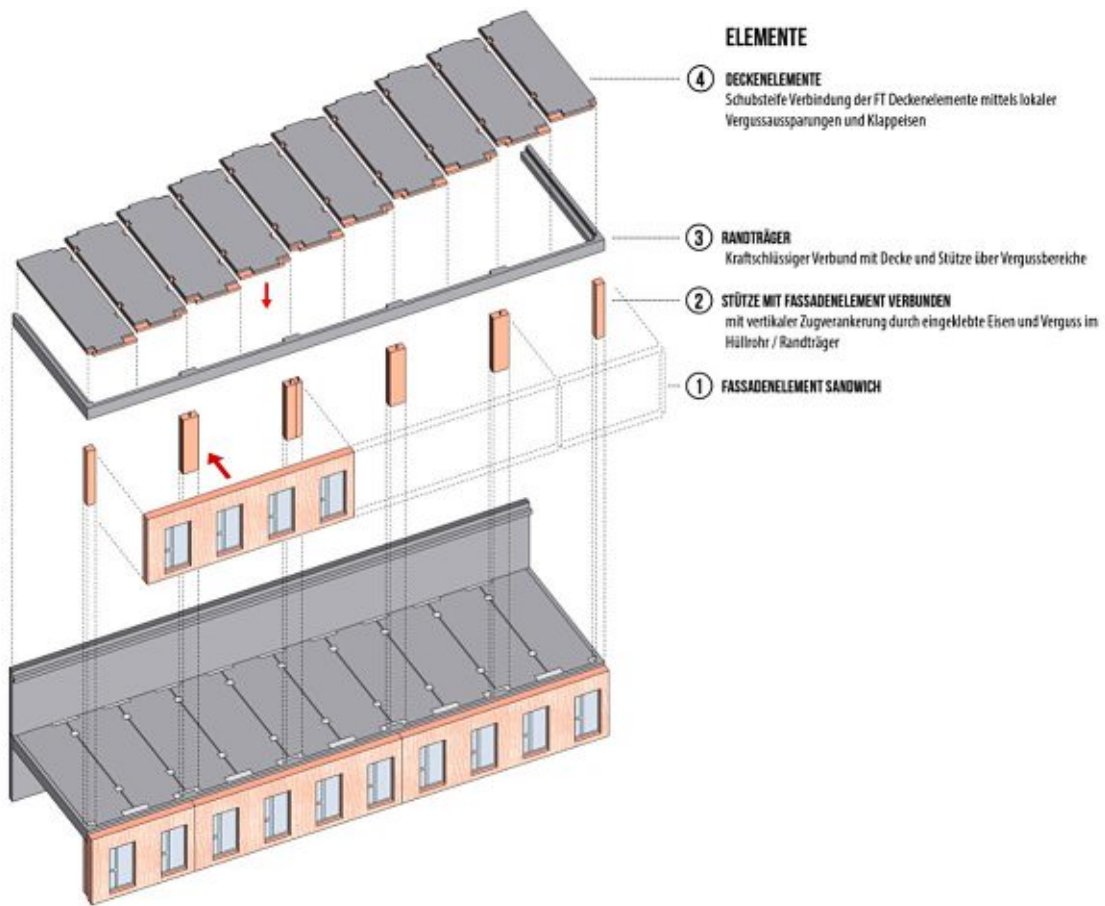 ELEMENTE
4 DECKENELEMENTE
Schubsteife Verbindung der FT Deckenelemente mittels lokaler
Vergussaussparungen und Klappeisen
3 RANDTRÄGER
Kraftschlüssiger Verbund mit Decke und Stütze über Vergussbereiche
2 STÜTZE MIT FASSADENELEMENT VERBUNDEN
mit vertikaler Zugverankerung durch eingeklebte Eisen und Verguss im
Hüllrohr / Randträger
1 FASSADENELEMENT SANDWICH